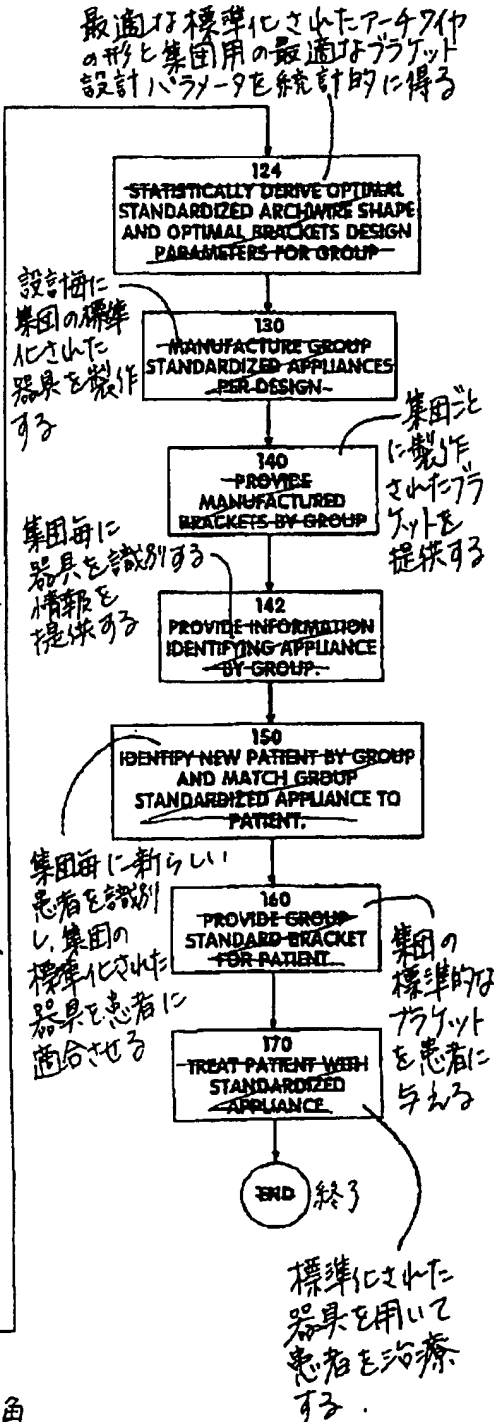 最適な標準化されたアーチワイヤ
の形と集団用の最適なブラケット
設計パラメータを統計的に得る
124
STATISTICALLY DERIVE OPTIMAL
STANDARDIZED ARCHWIRE SHAPE
AND OPTIMAL BRACKETS DESIGN
PARAMETERS FOR GROUP
設計毎に
集団の標準
化された
器具を製作
する
130
MANUFACTURE GROUP
STANDARDIZED APPLIANCES
PER DESIGN
集団ごと
に製作
されたブラ
ケットを
提供する
140
PROVIDE
MANUFACTURED
BRACKETS BY GROUP
集団毎に
器具を識別する
情報を
提供する
142
PROVIDE INFORMATION
IDENTIFYING APPLIANCE
BY GROUP.
150
IDENTIFY NEW PATIENT BY GROUP
AND MATCH GROUP
STANDARDIZED APPLIANCE TO
PATIENT.
集団毎に新らしい
患者を識別
し、集団の
標準化された
器具を患者に
適合させる
160
PROVIDE GROUP
STANDARD BRACKET
FOR PATIENT
集団の
標準的な
ブラケット
を患者に
与える
170
TREAT PATIENT WITH
STANDARDIZED
APPLIANCE
END 終了
標準化された
器具を用いて
患者を治療
する.
角